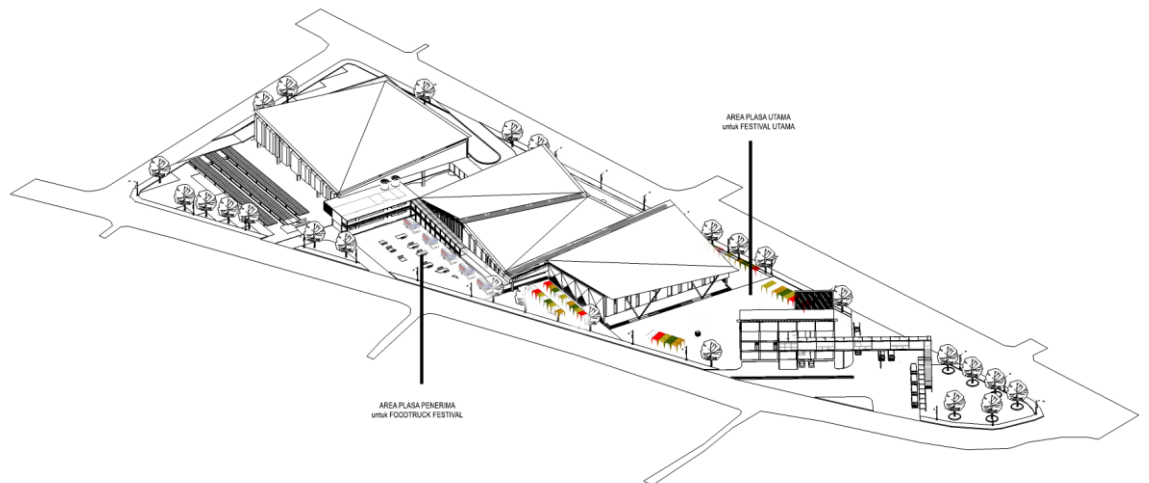 AREA PLASA UTAMA
untuk FESTIVAL UTAMA
AREA PLASA PENERIMA
untuk FOODTRUCK FESTIVAL